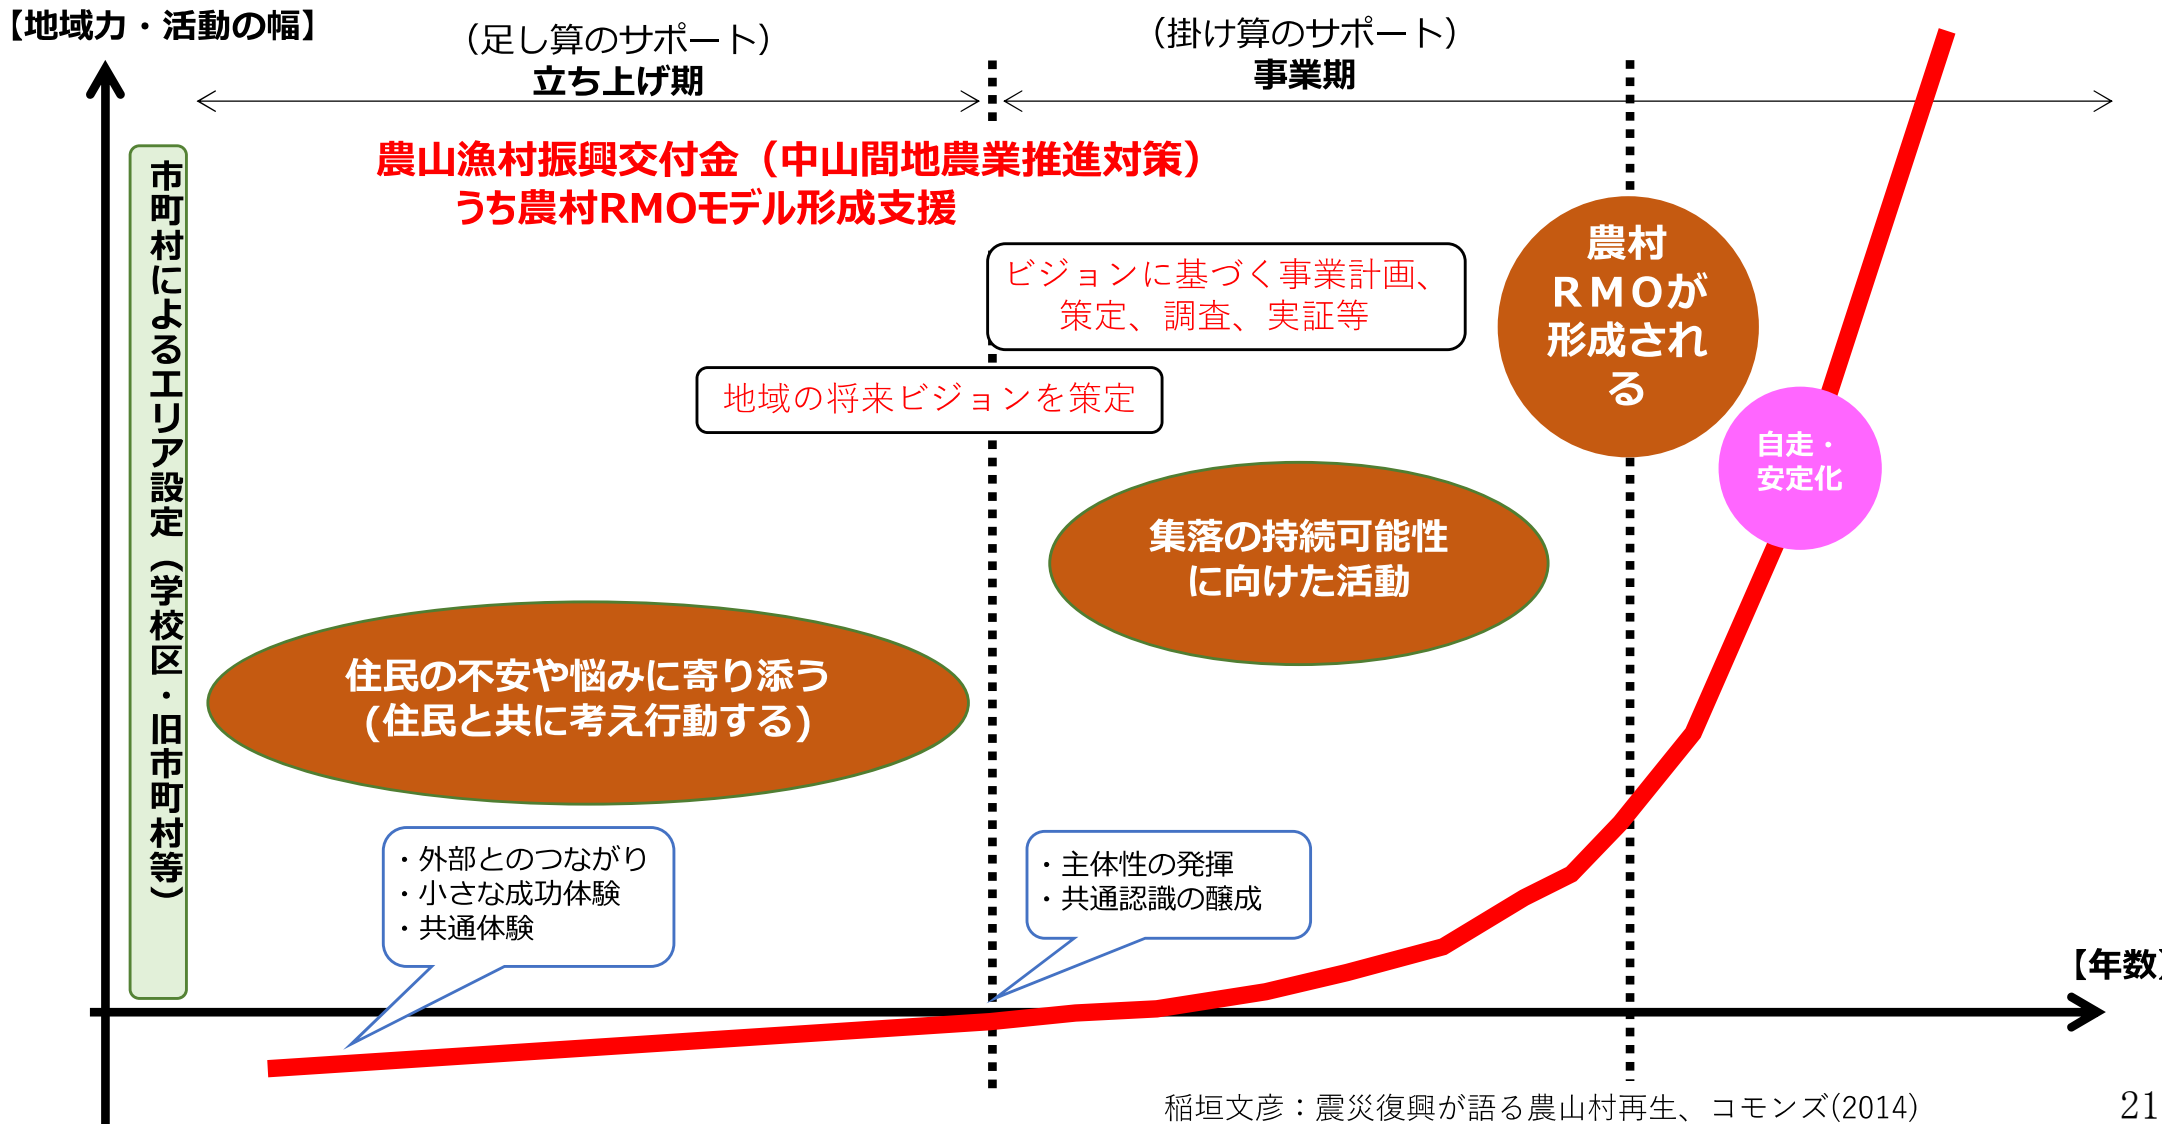 【地域力・活動の幅】
（足し算のサポート）
立ち上げ期
（掛け算のサポート）
事業期
市町村によるエリア設定（学校区・旧市町村等）
農山漁村振興交付金（中山間地農業推進対策）
うち農村RMOモデル形成支援
ビジョンに基づく事業計画、
策定、調査、実証等
地域の将来ビジョンを策定
農村
ＲＭＯが
形成され
る
自走・
安定化
集落の持続可能性
に向けた活動
住民の不安や悩みに寄り添う
(住民と共に考え行動する)
・外部とのつながり
・小さな成功体験
・共通体験
・主体性の発揮
・共通認識の醸成
【年数】
稲垣文彦：震災復興が語る農山村再生、コモンズ(2014)
21